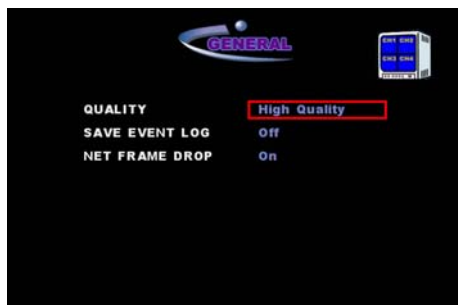 GENERAL
CH1 CH2
CH3 CH4
QUALITY High Quality
SAVE EVENT LOG Off
NET FRAME DROP On